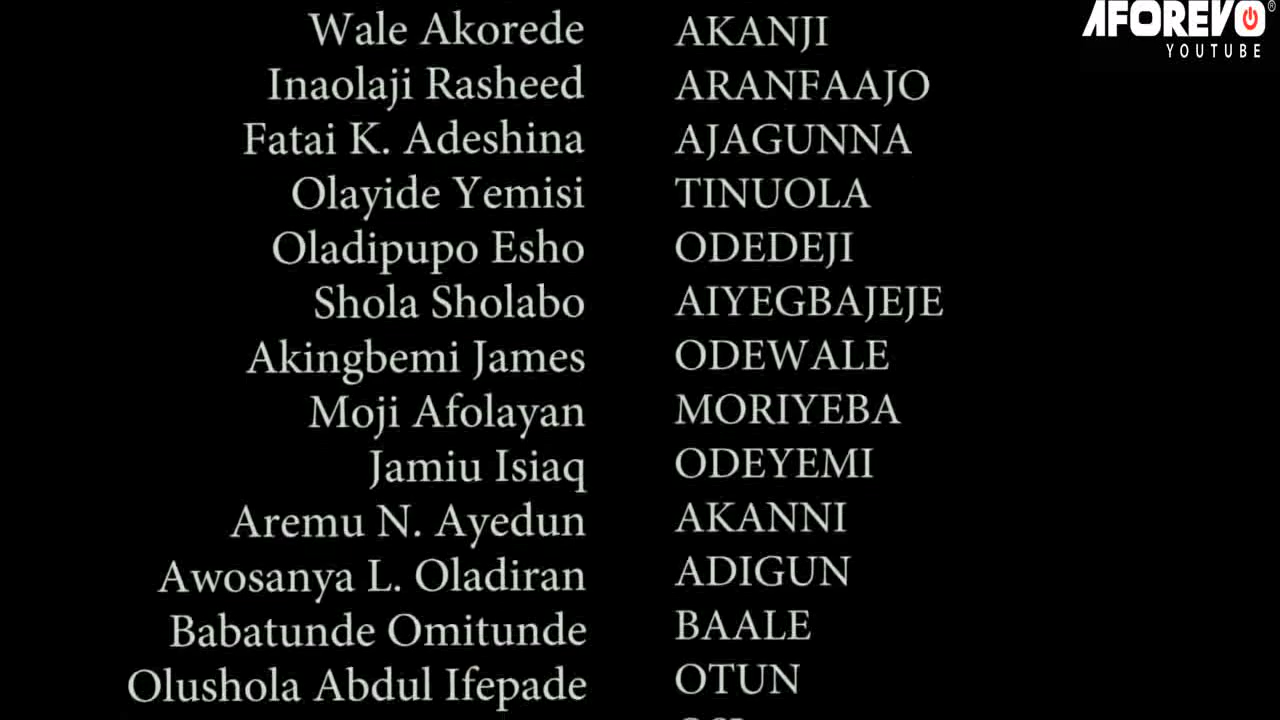 AFOREVO
YOUTUBE
Wale Akorede AKANJI
Inaolaji Rasheed ARANFAAJO
Fatai K. Adeshina AJAGUNNA
Olayide Yemisi TINUOLA
Oladipupo Esho ODEDEJI
Shola Sholabo AIYEGBAJEJE
Akingbemi James ODEWALE
Moji Afolayan MORIYEBA
Jamiu Isiaq ODEYEMI
Aremu N. Ayedun AKANNI
Awosanya L. Oladiran ADIGUN
Babatunde Omitunde BAALE
Olushola Abdul Ifepade OTUN